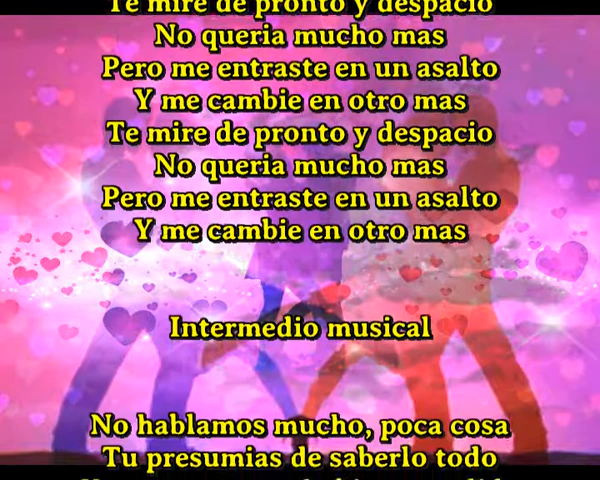 Te mire de pronto y despacio
No queria mucho mas
Pero me entraste en un asalto
Y me cambie en otro mas
Te mire de pronto y despacio
No queria mucho mas
Pero me entraste en un asalto
Y me cambie en otro mas
Intermedio musical
No hablamos mucho, poca cosa
Tu presumias de saberlo todo